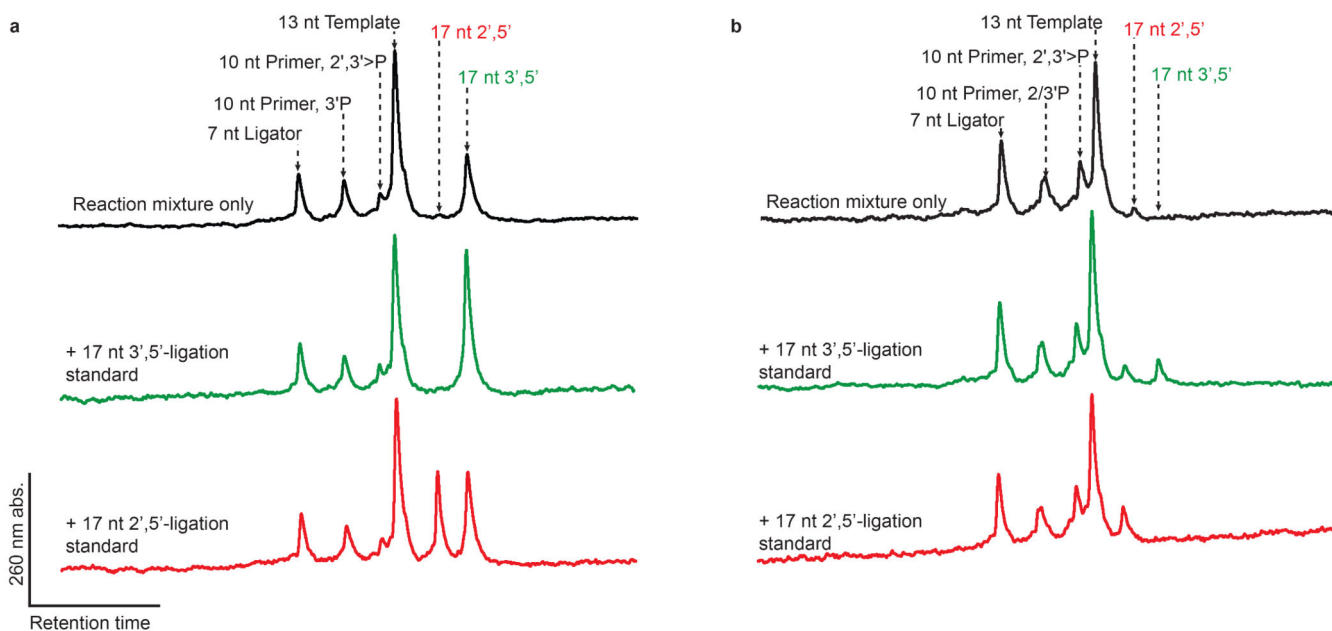 a
13 nt Template
17 nt 2',5'
10 nt Primer, 2',3'>P
17 nt 3',5'
10 nt Primer, 3'P
7 nt Ligator
Reaction mixture only
+ 17 nt 3',5'-ligation
standard
+ 17 nt 2',5'-ligation
standard
260 nm abs.
Retention time
b
13 nt Template
17 nt 2',5'
10 nt Primer, 2',3'>P
17 nt 3',5'
10 nt Primer, 2/3'P
7 nt Ligator
Reaction mixture only
+ 17 nt 3',5'-ligation
standard
+ 17 nt 2',5'-ligation
standard